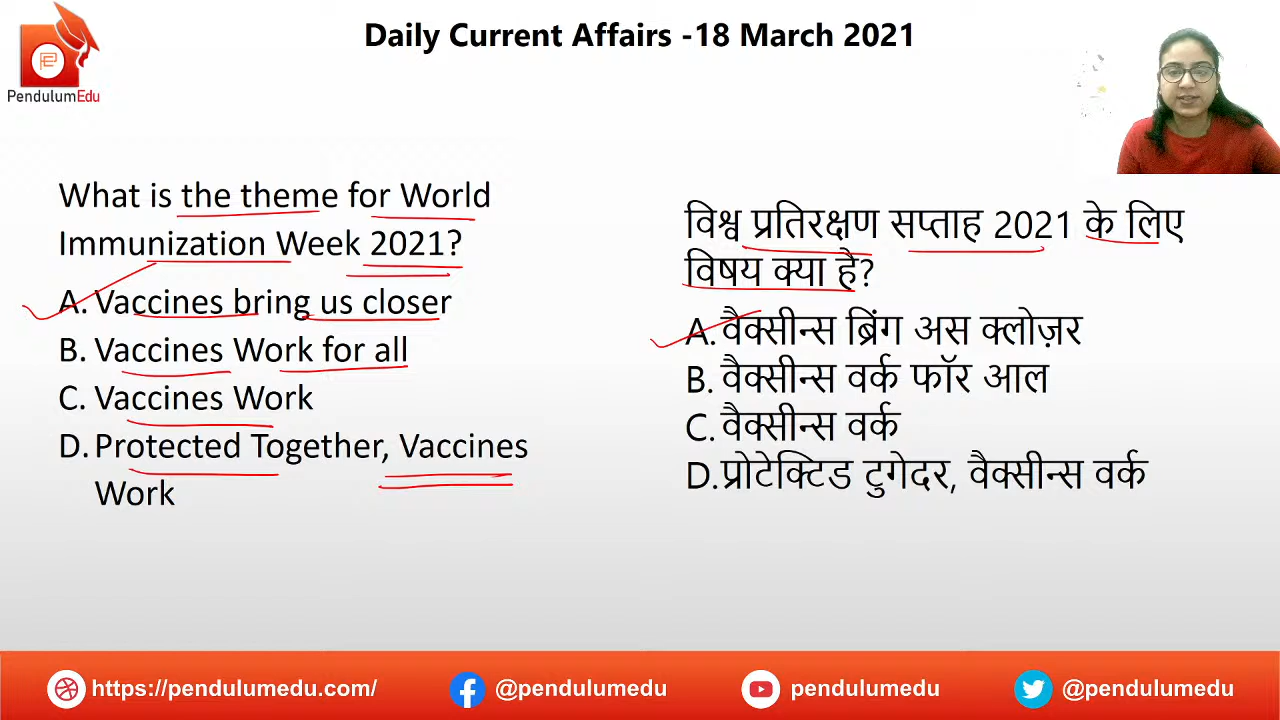 Daily Current Affairs -18 March 2021
PendulumEdu
What is the theme for World
Immunization Week 2021?
A. Vaccines bring us closer
B. Vaccines Work for all
C. Vaccines Work
D. Protected Together, Vaccines
Work
विश्व प्रतिरक्षण सप्ताह 2021 के लिए
विषय क्या है?
A. वैक्सीन्स ब्रिंग अस क्लोज़र
B. वैक्सीन्स वर्क फॉर आल
C. वैक्सीन्स वर्क
D. प्रोटेक्टिड टुगेदर, वैक्सीन्स वर्क
https://pendulumedu.com/
@pendulumedu
pendulumedu
@pendulumedu